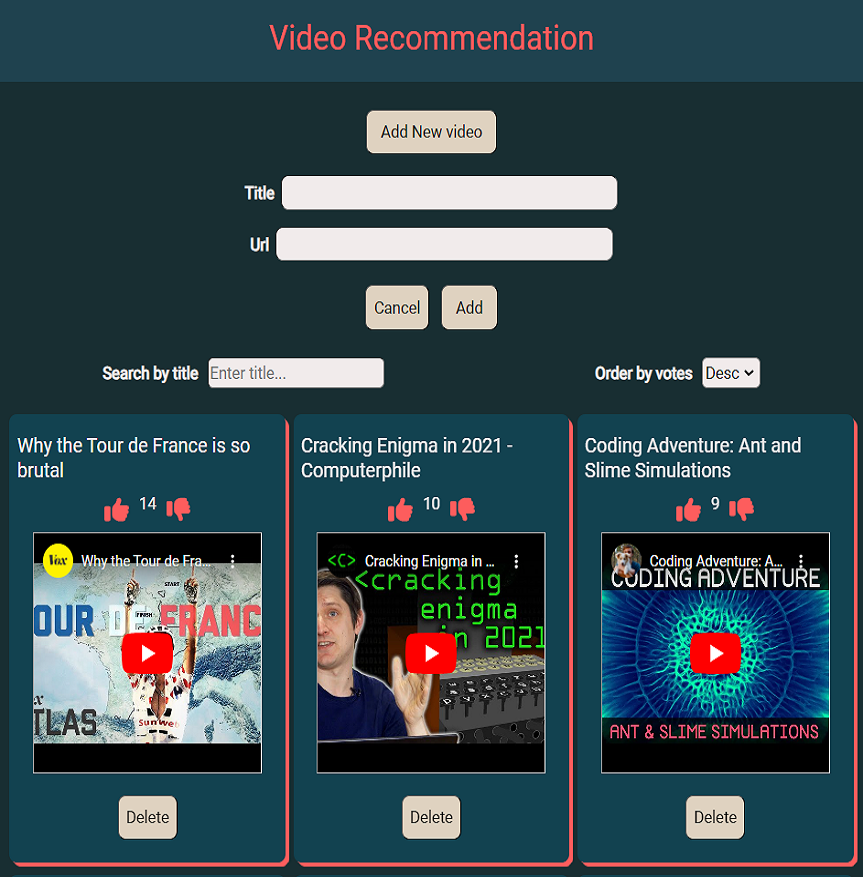 Video Recommendation
Add New video
Title
Url
Cancel Add
Search by title Enter title... Order by votes Desc
Why the Tour de France is so
brutal
14
Vox Why the Tour de Fra...
START
FINISH
OUR DE FRANC
TLAS
Sunweb
Delete
Cracking Enigma in 2021 -
Computerphile
10
<C> Cracking Enigma in ...
<cracking
enigma
in 2021
Delete
Coding Adventure: Ant and
Slime Simulations
9
Coding Adventure: A...
CODING ADVENTURE
ANT & SLIME SIMULATIONS
Delete